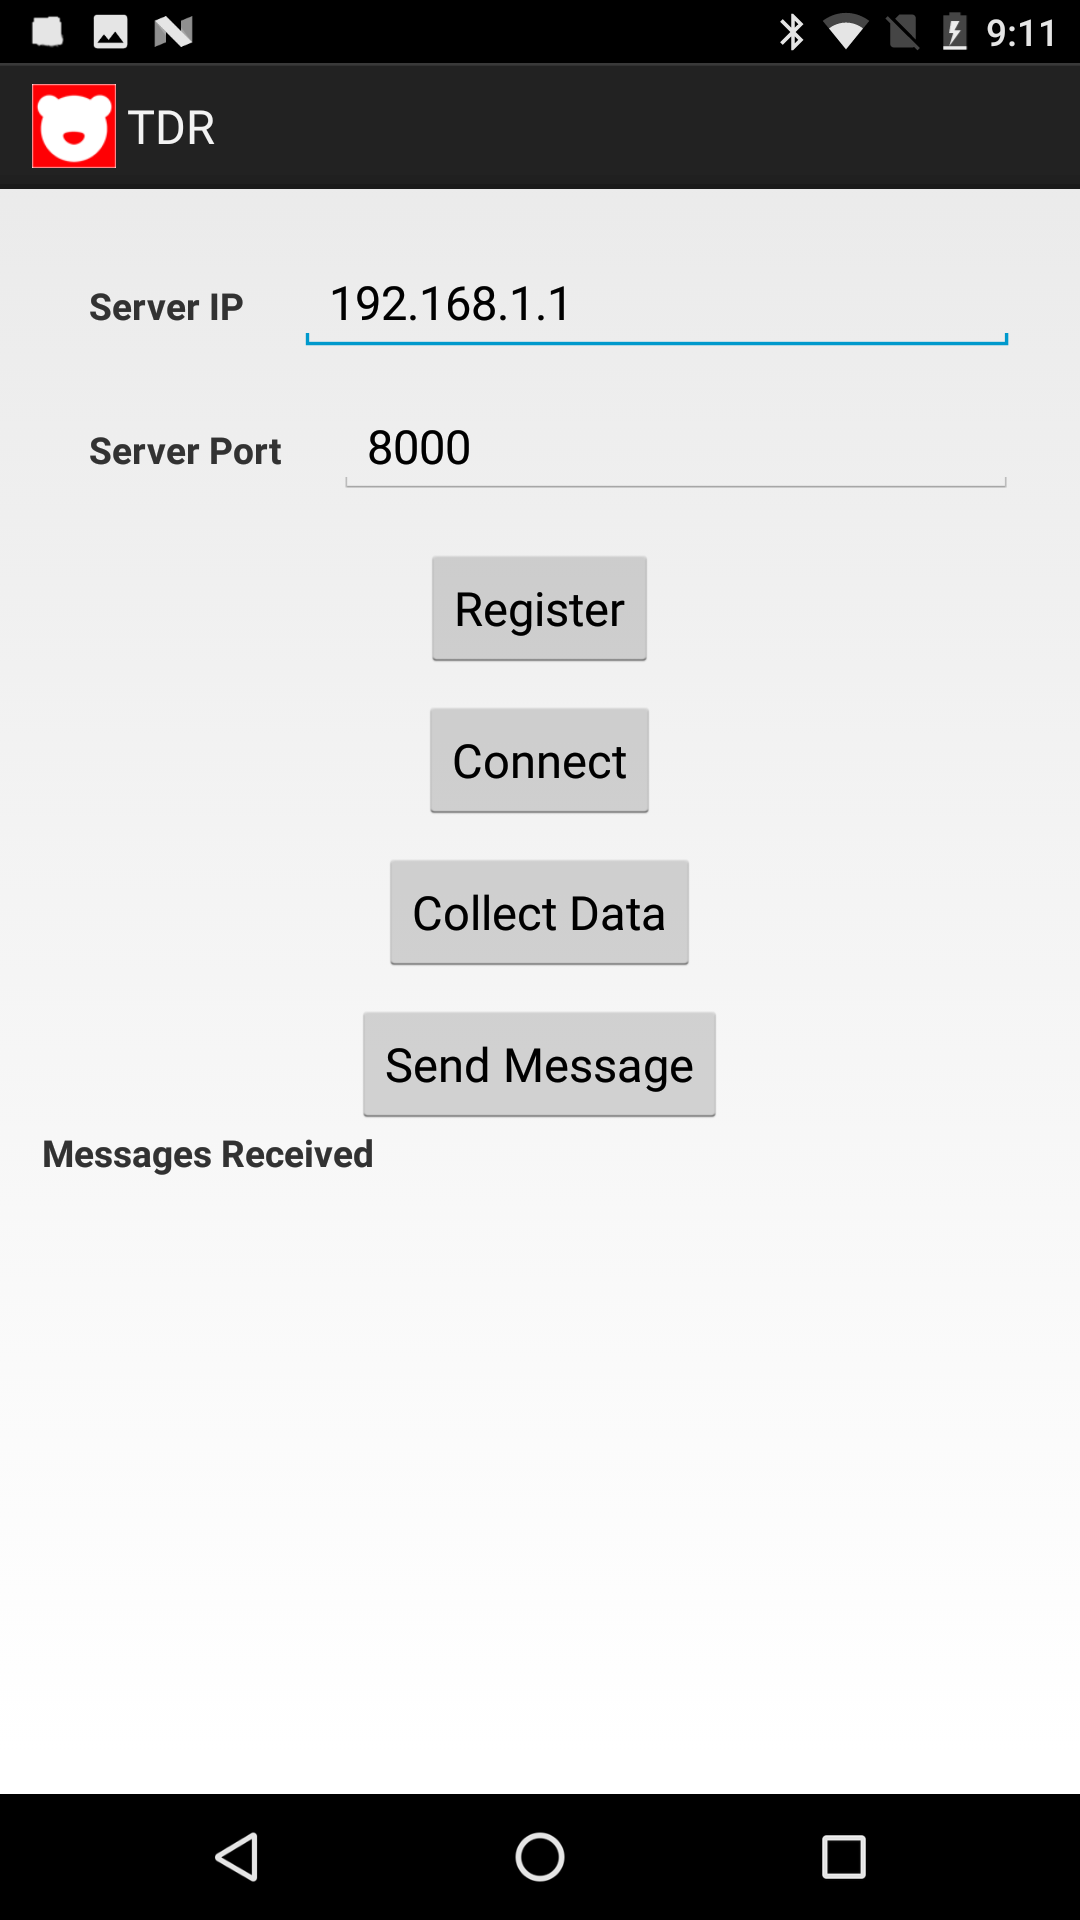 9:11
TDR
Server IP 192.168.1.1
Server Port 8000
Register
Connect
Collect Data
Send Message
Messages Received